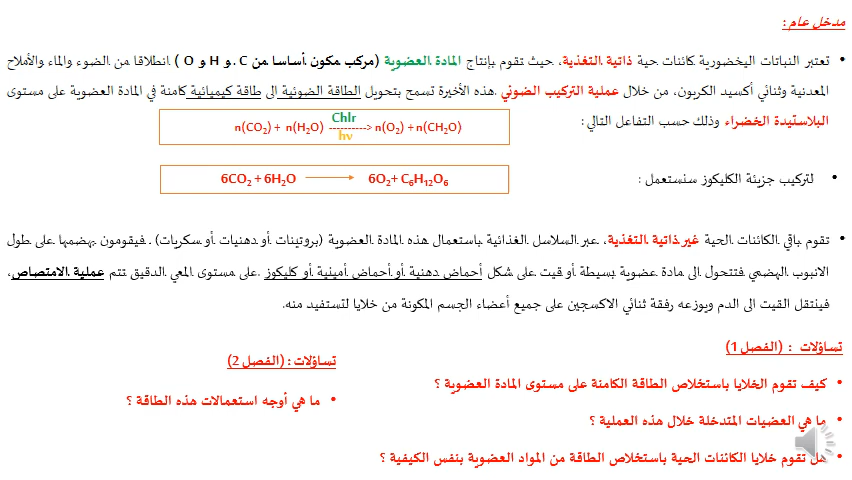 مدخل عام :
• تعتبر النباتات اليخضورية كائنات حية ذاتية التغذية، حيث تقوم بإنتاج المادة العضوية (مركب مكون أساسا من C ،و H و O ) انطلاقا من الضوء والماء والأملاح
المعدنية وثنائي أكسيد الكربون، من خلال عملية التركيب الضوئي .هذه الأخيرة تسمح بتحويل الطاقة الضوئية الى طاقة كيميائية كامنة في المادة العضوية على مستوى
البلاستيدة الخضراء وذلك حسب التفاعل التالي:
Chlr
n(CO₂) + n(H₂O) ----------> n(O₂) + n(CH₂O)
hν
• لتركيب جزيئة الكليكوز سنستعمل :
6CO₂ + 6H₂O ⟶ 6O₂+ C₆H₁₂O₆
• تقوم باقي الكائنات الحية غير ذاتية التغذية، عبر السلاسل الغذائية باستعمال هذه المادة العضوية (بروتينات أو دهنيات أو سكريات) . فيقومون بهضمها على طول
الانبوب الهضمي فتتحول الى مادة عضوية بسيطة أو قيت على شكل أحماض دهنية أو أحماض أمينية أو كليكوز .على مستوى المعي الدقيق تتم عملية الامتصاص،
فينتقل القيت الى الدم ويوزعه رفقة ثنائي الاكسجين على جميع أعضاء الجسم المكونة من خلايا لتستفيد منه.
تساؤلات : (الفصل 1)
• كيف تقوم الخلايا باستخلاص الطاقة الكامنة على مستوى المادة العضوية ؟
• ما هي العضيات المتدخلة خلال هذه العملية ؟
• هل تقوم خلايا الكائنات الحية باستخلاص الطاقة من المواد العضوية بنفس الكيفية ؟
تساؤلات : (الفصل 2)
• ما هي أوجه استعمالات هذه الطاقة ؟